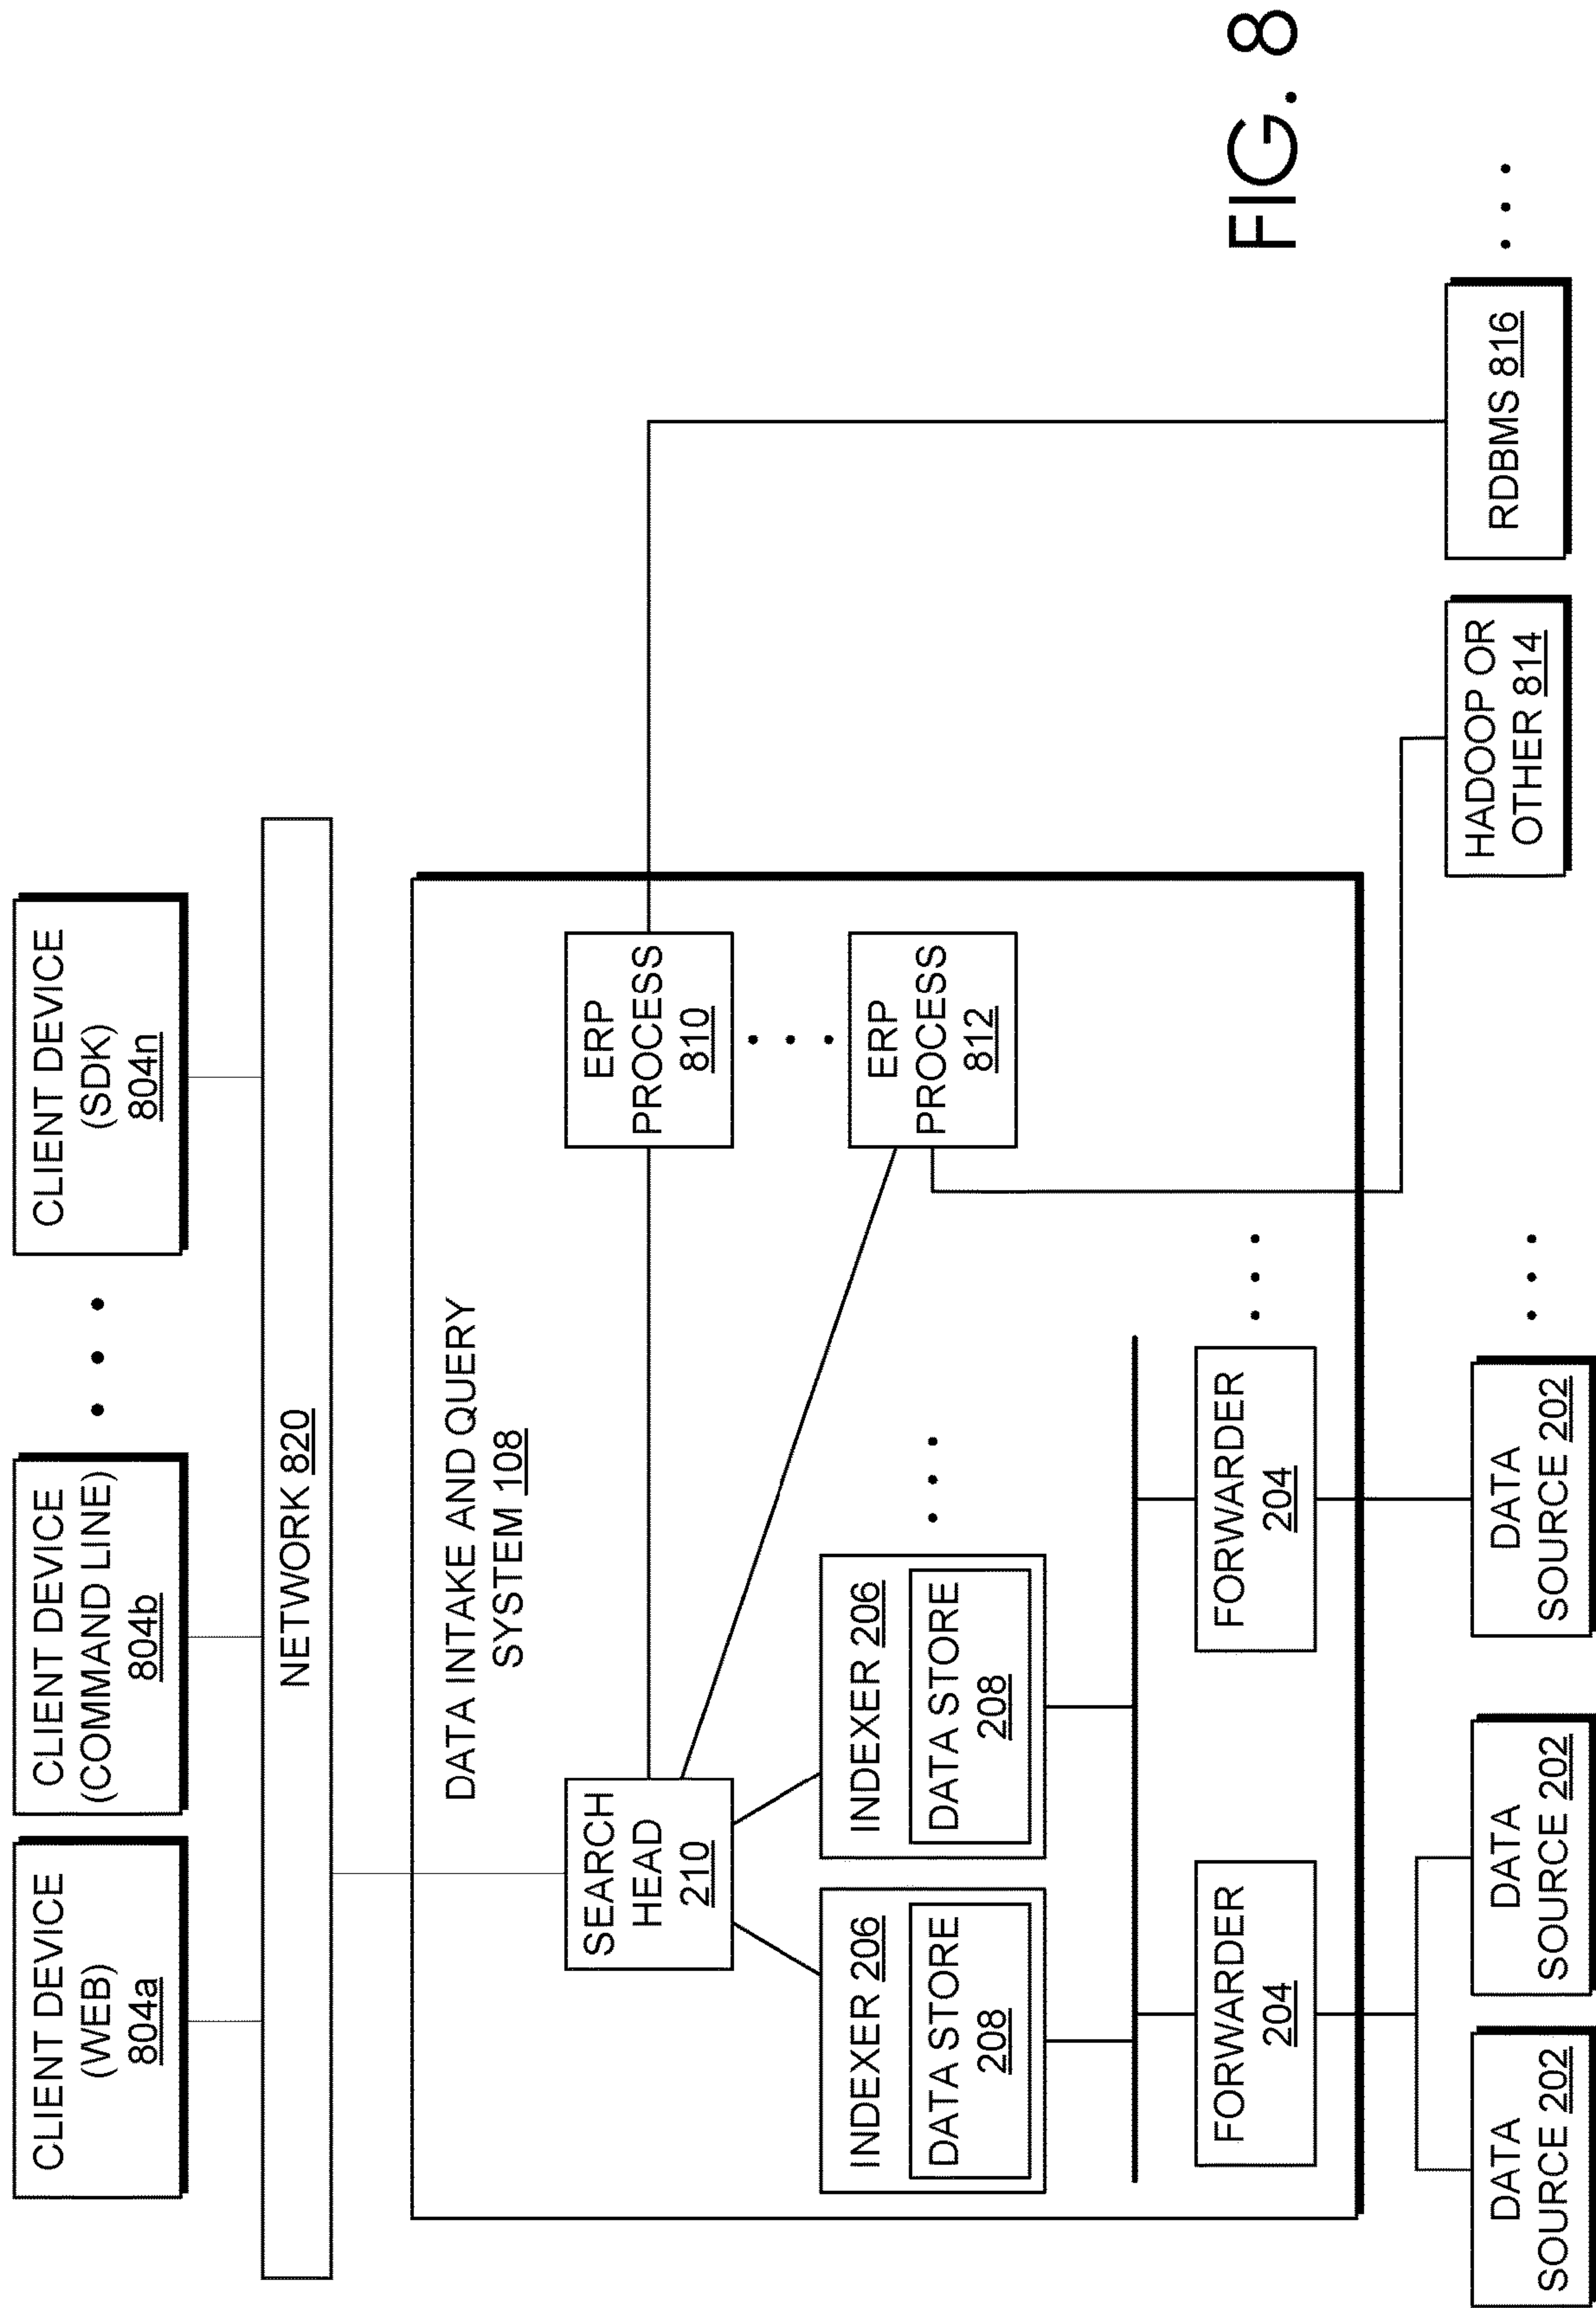 CLIENT DEVICE
(WEB)
804a
CLIENT DEVICE
(COMMAND LINE)
804b
CLIENT DEVICE
(SDK)
804n
NETWORK 820
DATA INTAKE AND QUERY
SYSTEM 108
SEARCH
HEAD
210
ERP
PROCESS
810
ERP
PROCESS
812
INDEXER 206
DATA STORE
208
INDEXER 206
DATA STORE
208
FORWARDER
204
FORWARDER
204
DATA
SOURCE 202
DATA
SOURCE 202
DATA
SOURCE 202
HADOOP OR
OTHER 814
RDBMS 816
FIG. 8